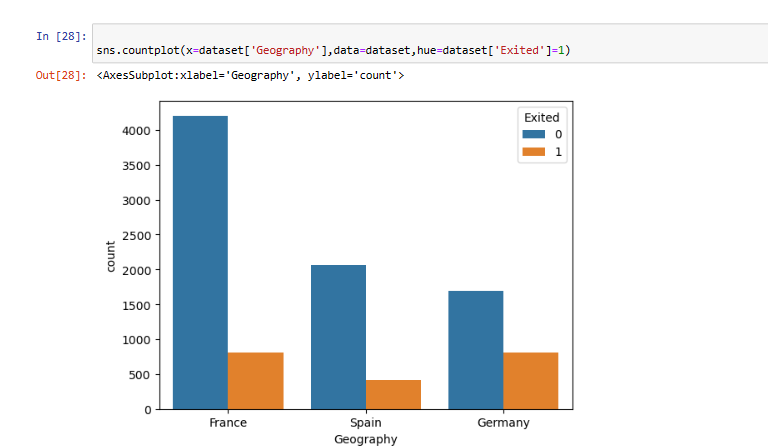 In [28]:
sns.countplot(x=dataset['Geography'],data=dataset,hue=dataset['Exited']=1)
Out[28]: <AxesSubplot:xlabel='Geography', ylabel='count'>
Exited
0
1
4000
3500
3000
2500
2000
1500
1000
500
0
count
France Spain Germany
Geography